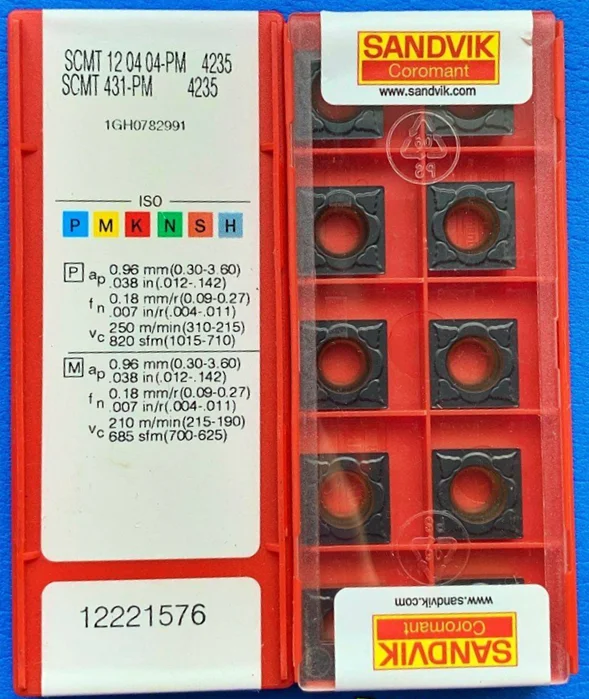 SCMT 12 04 04-PM 4235
SCMT 431-PM 4235
1GH0782991
ISO
P M K N S H
P ap 0.96 mm(0.30-3.60)
.038 in(.012-.142)
fn 0.18 mm/r(0.09-0.27)
.007 in/r(.004-.011)
vc 250 m/min(310-215)
820 sfm(1015-710)
M ap 0.96 mm(0.30-3.60)
.038 in(.012-.142)
fn 0.18 mm/r(0.09-0.27)
.007 in/r(.004-.011)
vc 210 m/min(215-190)
685 sfm(700-625)
12221576
SANDVIK
Coromant
www.sandvik.com
PS
www.sandvik.com
Coromant
SANDVIK